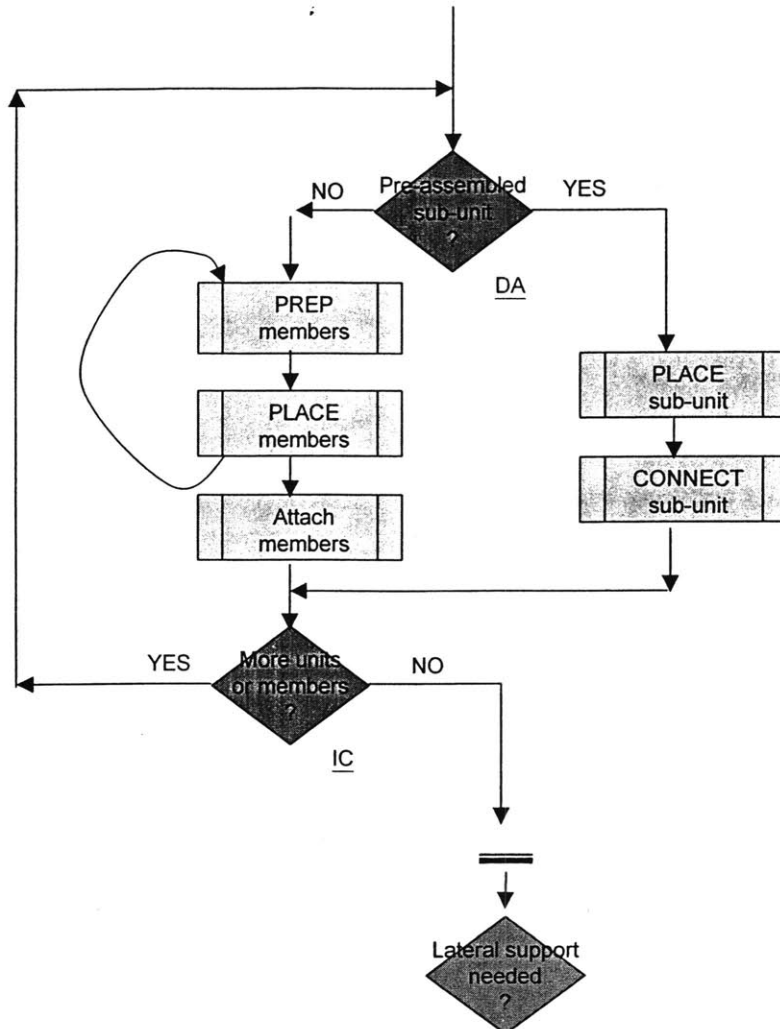 Pre-assembled
sub-unit
?
NO
YES
DA
PREP
members
PLACE
members
Attach
members
PLACE
sub-unit
CONNECT
sub-unit
More units
or members
?
YES
NO
IC
Lateral support
needed
?